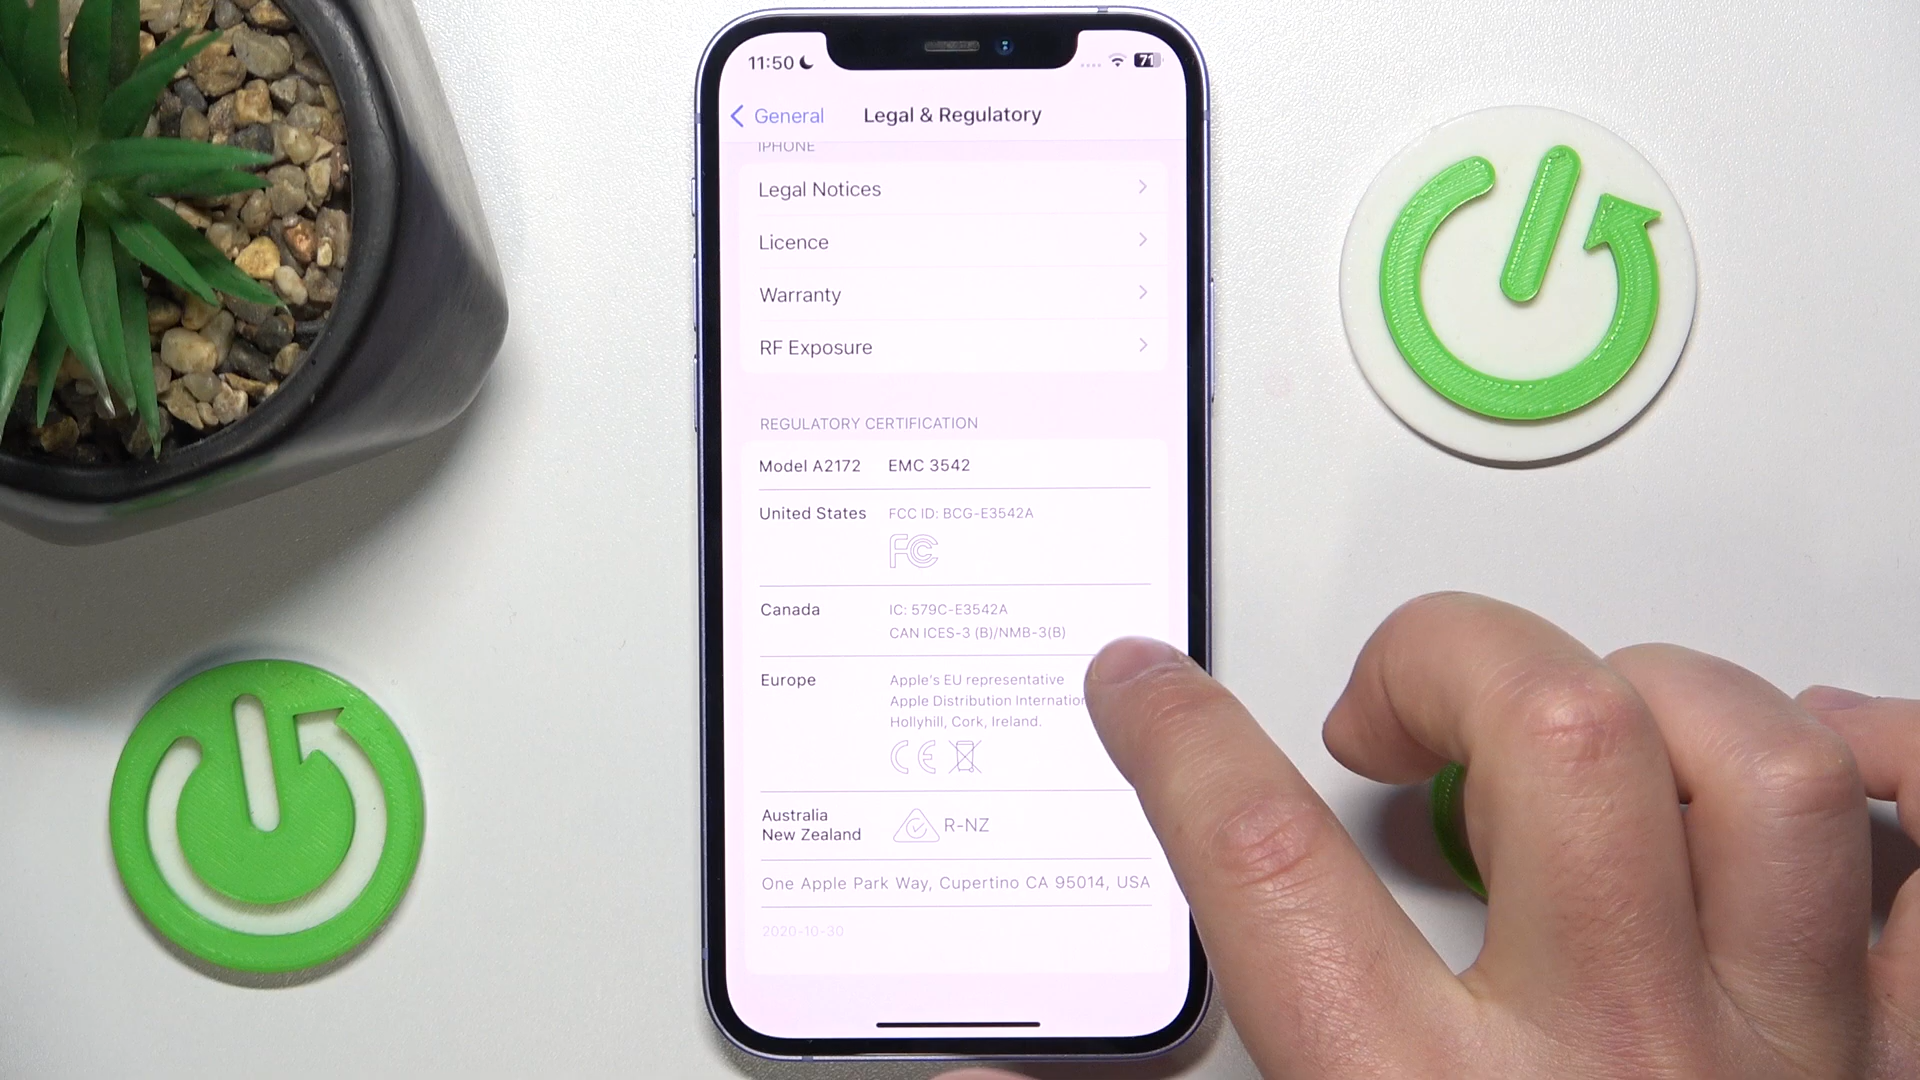 11:50
71
General
Legal & Regulatory
IPHONE
Legal Notices
Licence
Warranty
RF Exposure
REGULATORY CERTIFICATION
Model A2172 EMC 3542
United States FCC ID: BCG-E3542A
FC
Canada IC: 579C-E3542A
CAN ICES-3 (B)/NMB-3(B)
Europe Apple's EU representative
Apple Distribution
Hollyhill, Cork, Ireland.
CE
Australia
New Zealand
R-NZ
One Apple Park Way, Cupertino CA 95014, USA
2020-10-30